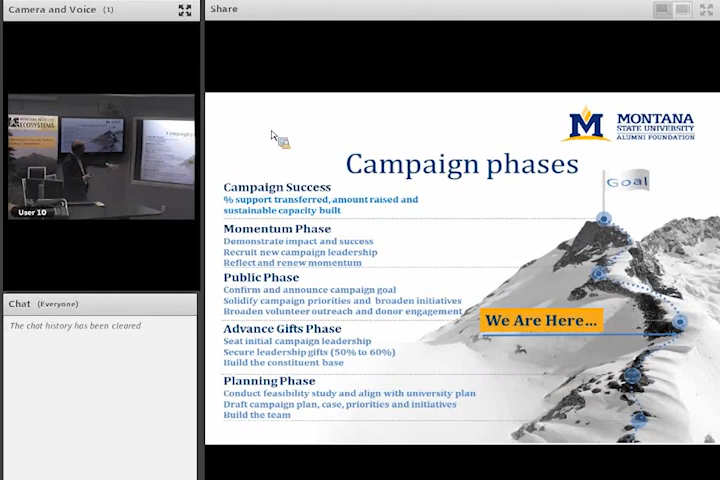 Camera and Voice (1)
Share
ECOSYSTEMS
User 10
MONTANA
STATE UNIVERSITY
ALUMNI FOUNDATION
Campaign phases
Goal
Campaign Success
% support transferred, amount raised and
sustainable capacity built
Momentum Phase
Demonstrate impact and success
Recruit new campaign leadership
Reflect and renew momentum
Public Phase
Confirm and announce campaign goal
Solidify campaign priorities and broaden initiatives
Broaden volunteer outreach and donor engagement
We Are Here...
Advance Gifts Phase
Seat initial campaign leadership
Secure leadership gifts (50% to 60%)
Build the constituent base
Planning Phase
Conduct feasibility study and align with university plan
Draft campaign plan, case, priorities and initiatives
Build the team
Chat (Everyone)
The chat history has been cleared